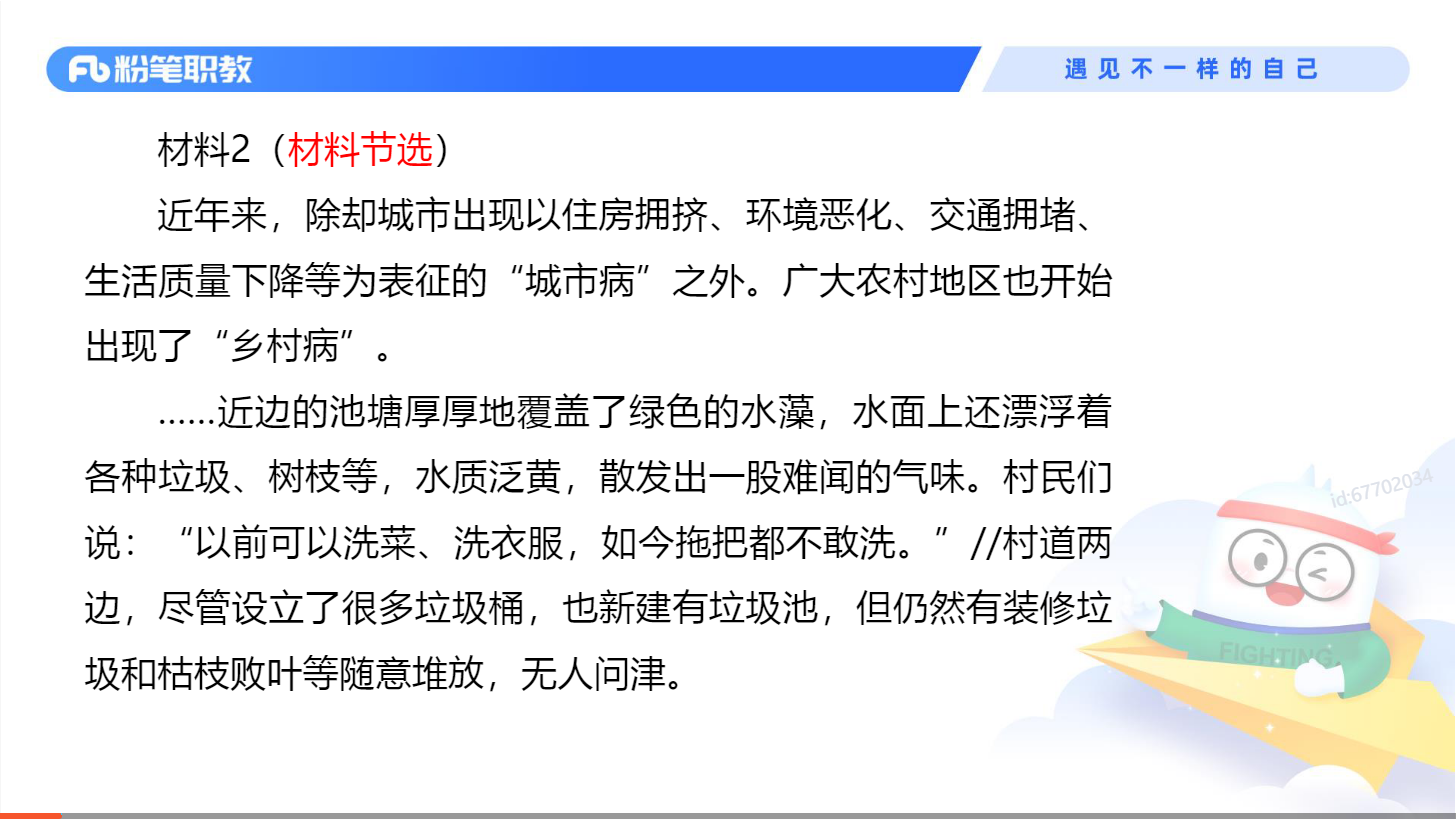 粉笔职教
遇见不一样的自己
材料2（材料节选）
近年来，除却城市出现以住房拥挤、环境恶化、交通拥堵、
生活质量下降等为表征的“城市病”之外。广大农村地区也开始
出现了“乡村病”。
……近边的池塘厚厚地覆盖了绿色的水藻，水面上还漂浮着
各种垃圾、树枝等，水质泛黄，散发出一股难闻的气味。村民们
说：“以前可以洗菜、洗衣服，如今拖把都不敢洗。”//村道两
边，尽管设立了很多垃圾桶，也新建有垃圾池，但仍然有装修垃
圾和枯枝败叶等随意堆放，无人问津。
id:67702034
FIGHTING.